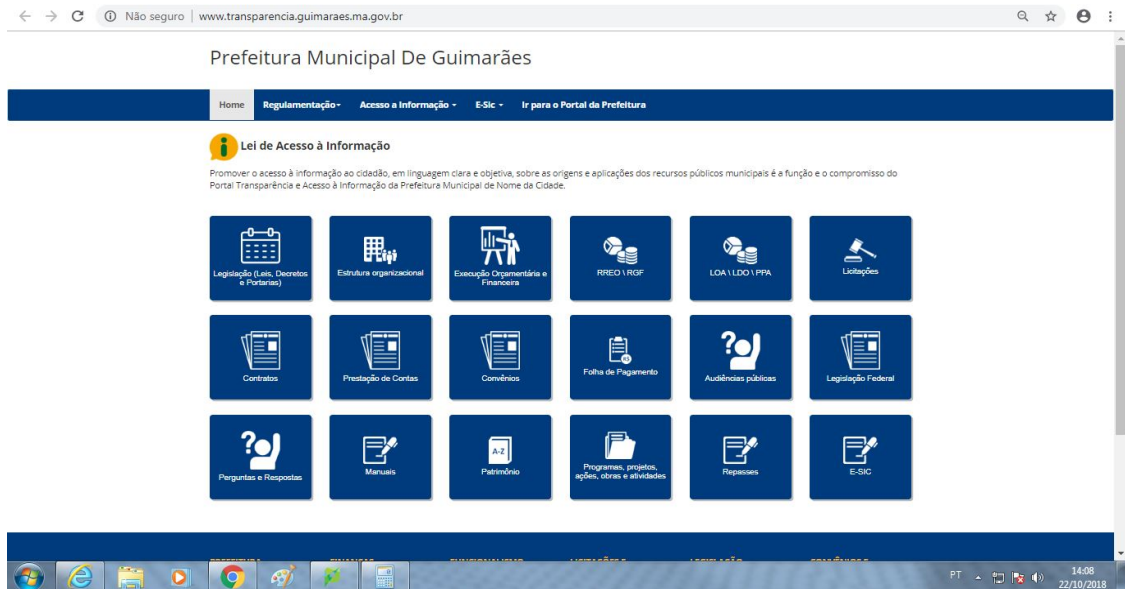 Não seguro | www.transparencia.guimaraes.ma.gov.br
Prefeitura Municipal De Guimarães
Home Regulamentação Acesso a Informação E-Sic Ir para o Portal da Prefeitura
Lei de Acesso à Informação
Promover o acesso à informação ao cidadão, em linguagem clara e objetiva, sobre as origens e aplicações dos recursos públicos municipais é a função e o compromisso do
Portal Transparência e Acesso à Informação da Prefeitura Municipal de Nome da Cidade.
Legislação (Leis, Decretos
e Portarias)
Estrutura organizacional
Execução Orçamentária e
Financeira
RREO \ RGF
LOA \ LDO \ PPA
Licitações
Contratos
Prestação de Contas
Convênios
R$
Folha de Pagamento
?
Audiências públicas
Legislação Federal
?
Perguntas e Respostas
Manuais
A-Z
Patrimônio
Programas, projetos,
ações, obras e atividades
Repasses
E-SIC
PT
14:08
22/10/2018